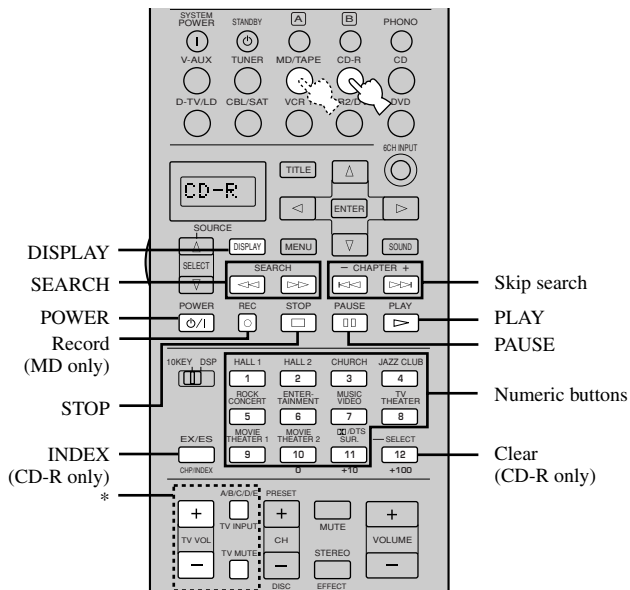 SYSTEM
POWER STANDBY A B PHONO
V-AUX TUNER MD/TAPE CD-R CD
D-TV/LD CBL/SAT VCR R2/D DVD
6CH INPUT
TITLE
CD-R
ENTER
SOURCE
DISPLAY DISPLAY MENU SOUND
SELECT
SEARCH SEARCH – CHAPTER + Skip search
POWER POWER REC STOP PAUSE PLAY PLAY
Record
(MD only)
PAUSE
10KEY DSP HALL 1 HALL 2 CHURCH JAZZ CLUB
1 2 3 4
Numeric buttons
ROCK CONCERT ENTER- TAINMENT MUSIC VIDEO TV THEATER
STOP 5 6 7 8
MOVIE THEATER 1 MOVIE THEATER 2 /DTS SUR. SELECT
INDEX
(CD-R only)
EX/ES 9 10 11 12
CHP/INDEX 0 +10 +100
Clear
(CD-R only)
*
A/B/C/D/E PRESET
+ TV INPUT + MUTE +
TV VOL CH VOLUME
– TV MUTE – STEREO –
DISC EFFECT